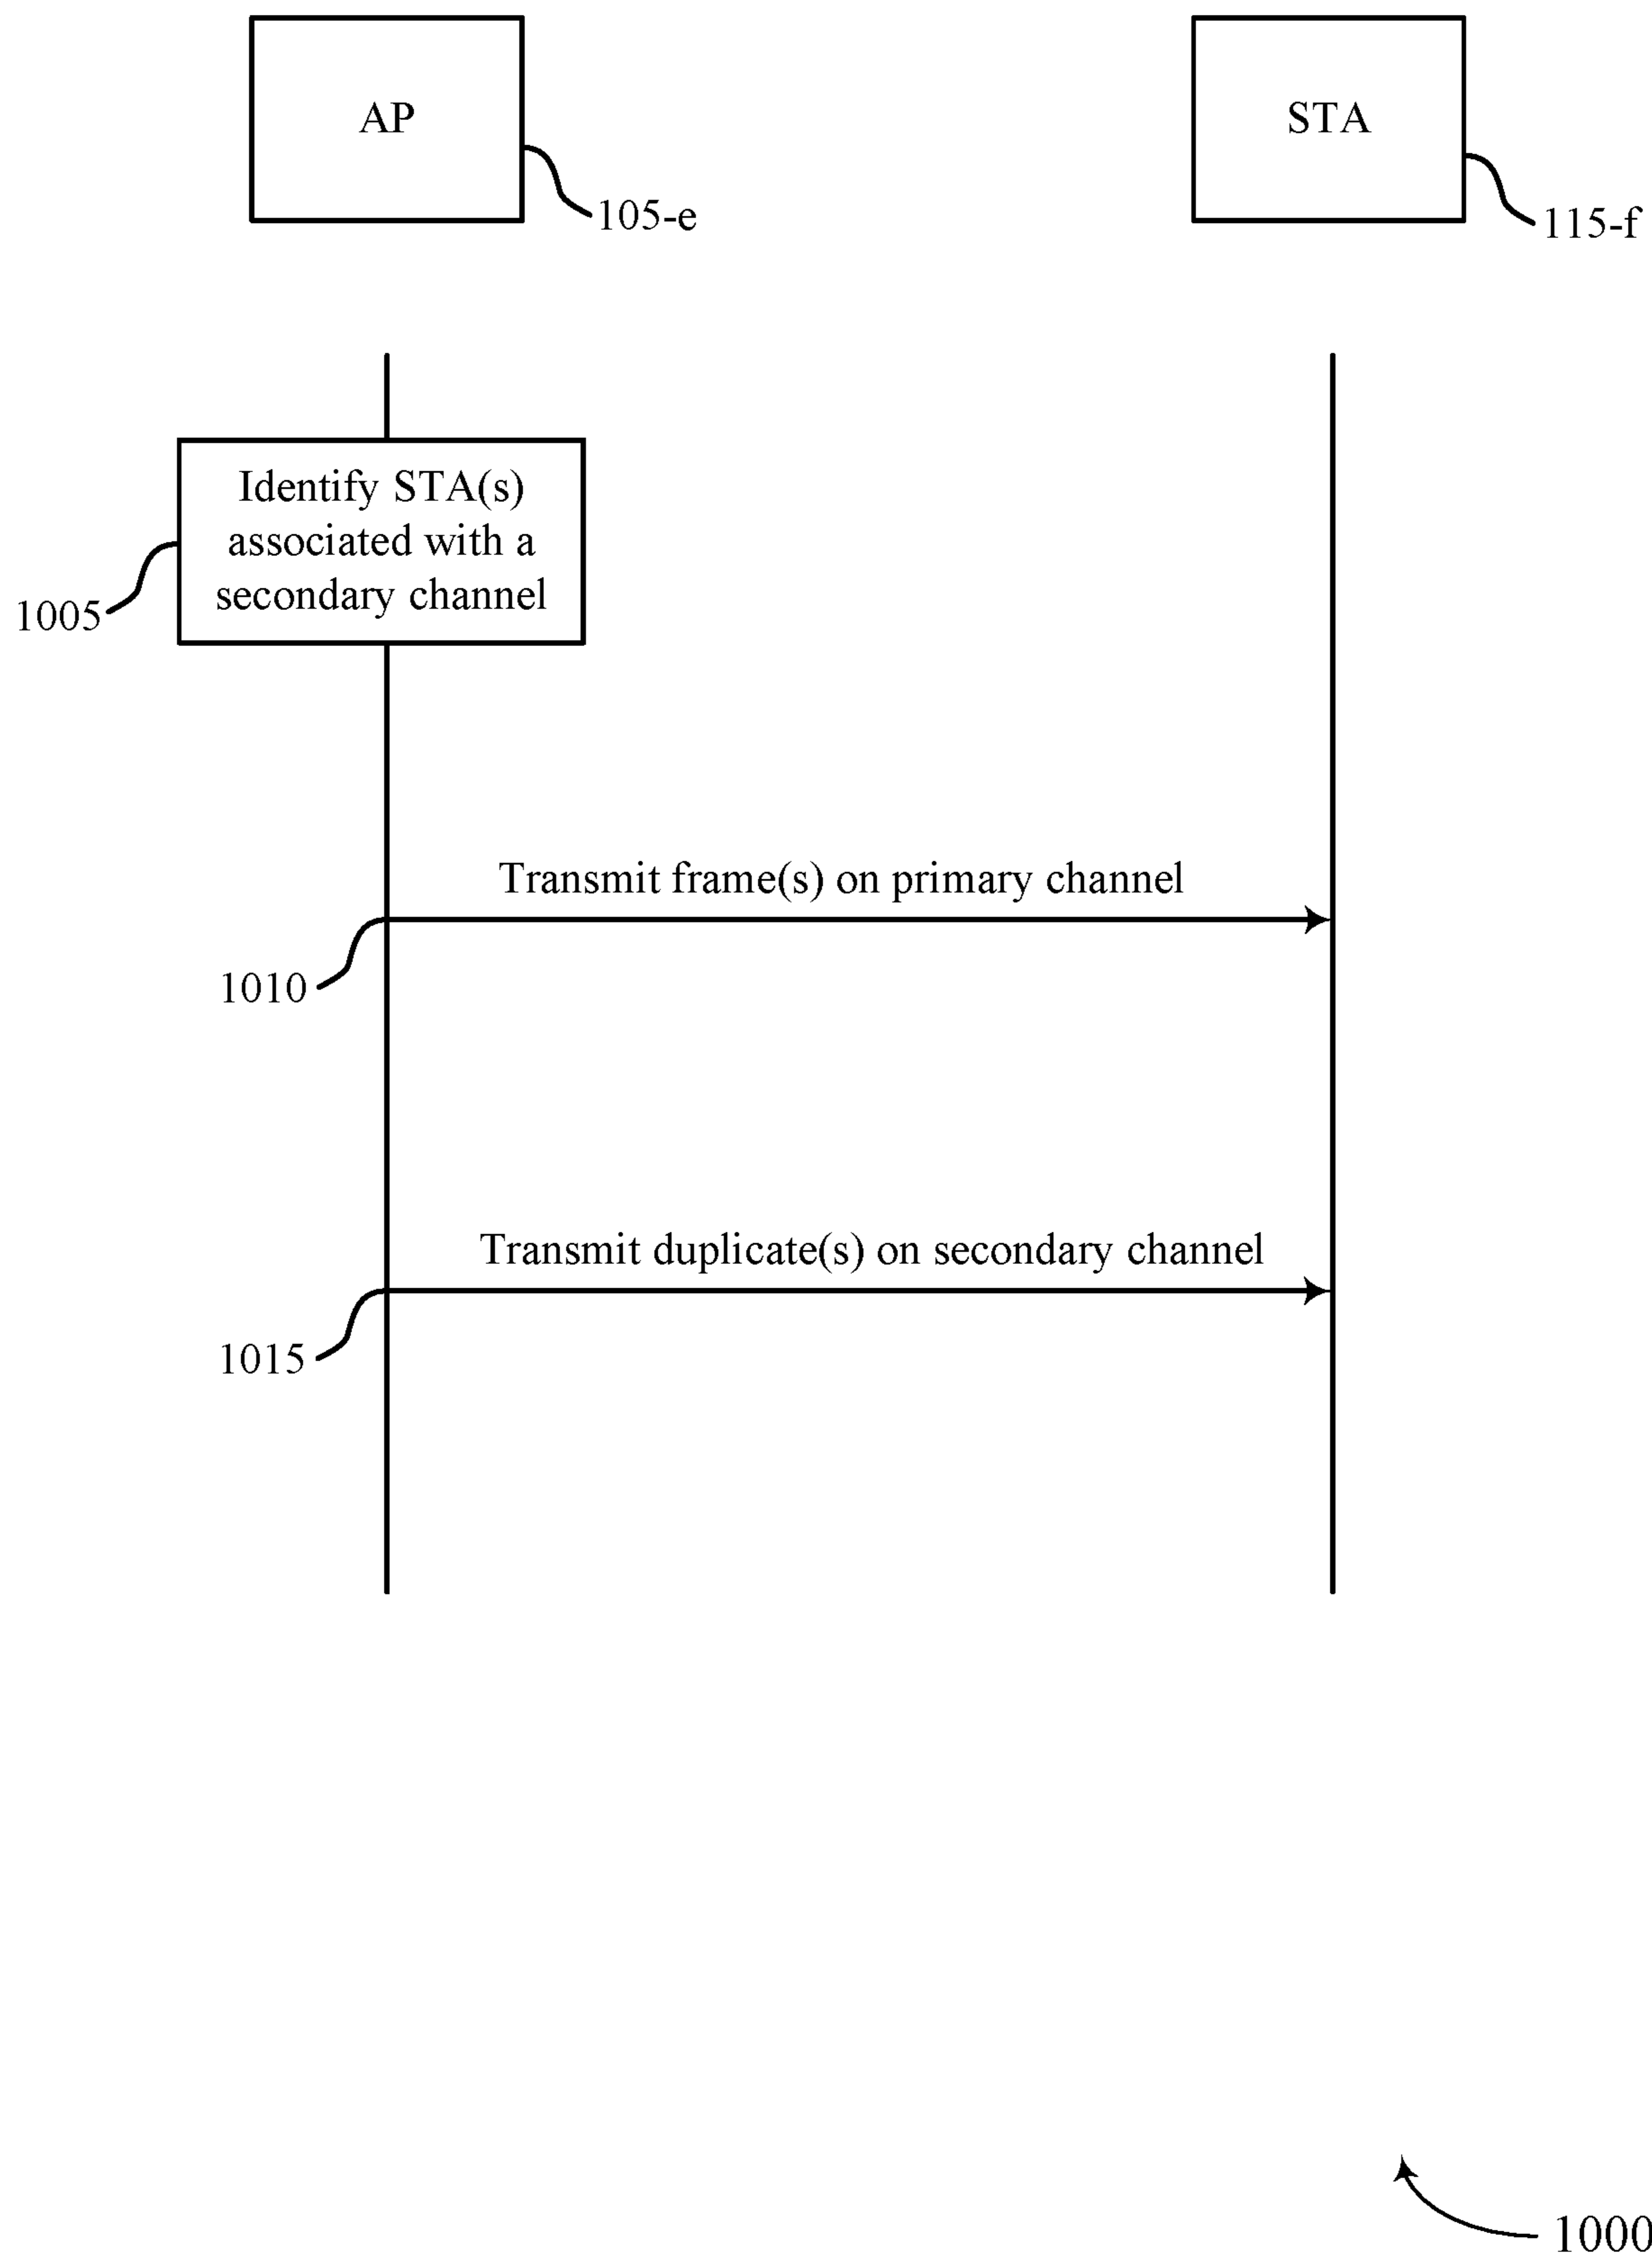 AP
STA
105-e
115-f
Identify STA(s)
associated with a
secondary channel
1005
Transmit frame(s) on primary channel
1010
Transmit duplicate(s) on secondary channel
1015
1000